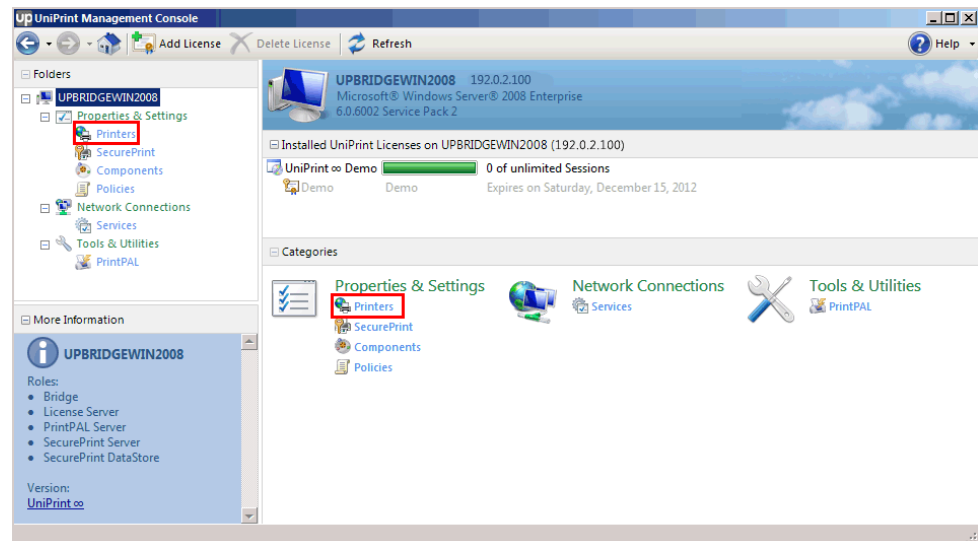 UP UniPrint Management Console
Add License Delete License Refresh Help
Folders
UPBRIDGEWIN2008
Properties & Settings
Printers
SecurePrint
Components
Policies
Network Connections
Services
Tools & Utilities
PrintPAL
More Information
UPBRIDGEWIN2008
Roles:
• Bridge
• License Server
• PrintPAL Server
• SecurePrint Server
• SecurePrint DataStore
Version:
UniPrint ∞
UPBRIDGEWIN2008 192.0.2.100
Microsoft® Windows Server® 2008 Enterprise
6.0.6002 Service Pack 2
Installed UniPrint Licenses on UPBRIDGEWIN2008 (192.0.2.100)
UniPrint ∞ Demo 0 of unlimited Sessions
Demo Demo Expires on Saturday, December 15, 2012
Categories
Properties & Settings
Printers
SecurePrint
Components
Policies
Network Connections
Services
Tools & Utilities
PrintPAL